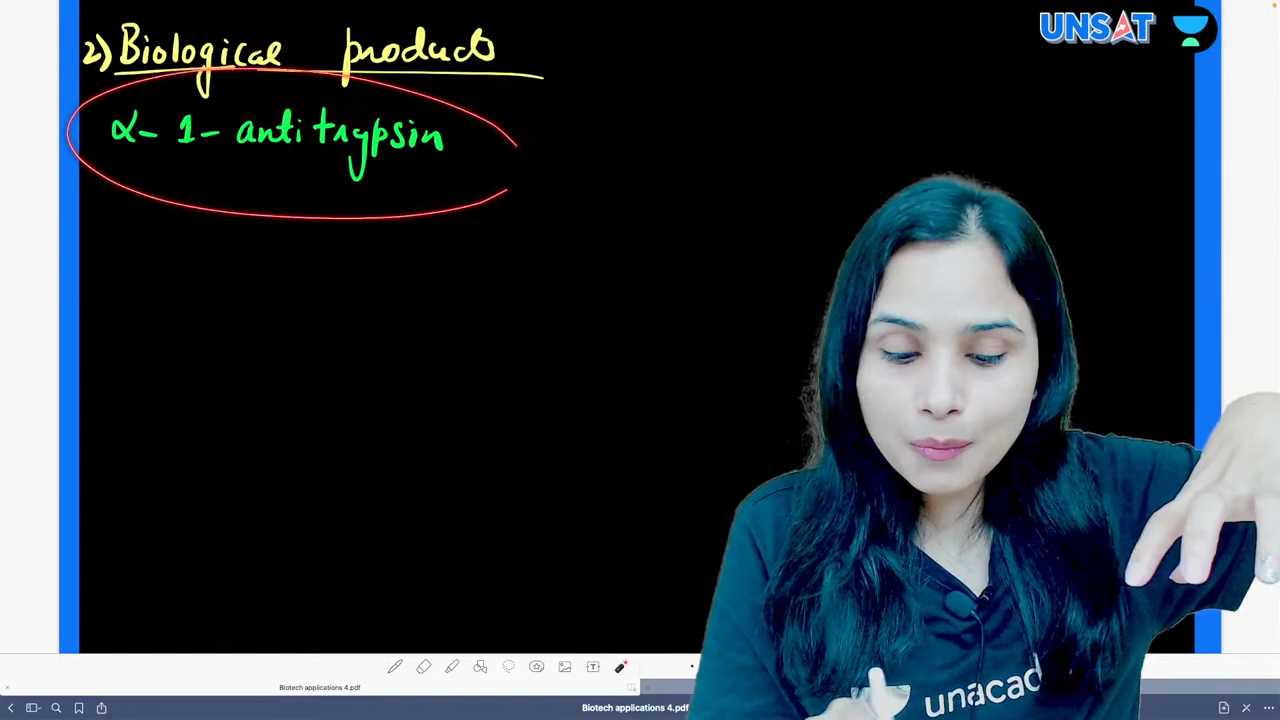 UNSAT
2) Biological products
α- 1- antitrypsin
unacad
Biotech applications 4.pdf
Biotech applications 4.pdf